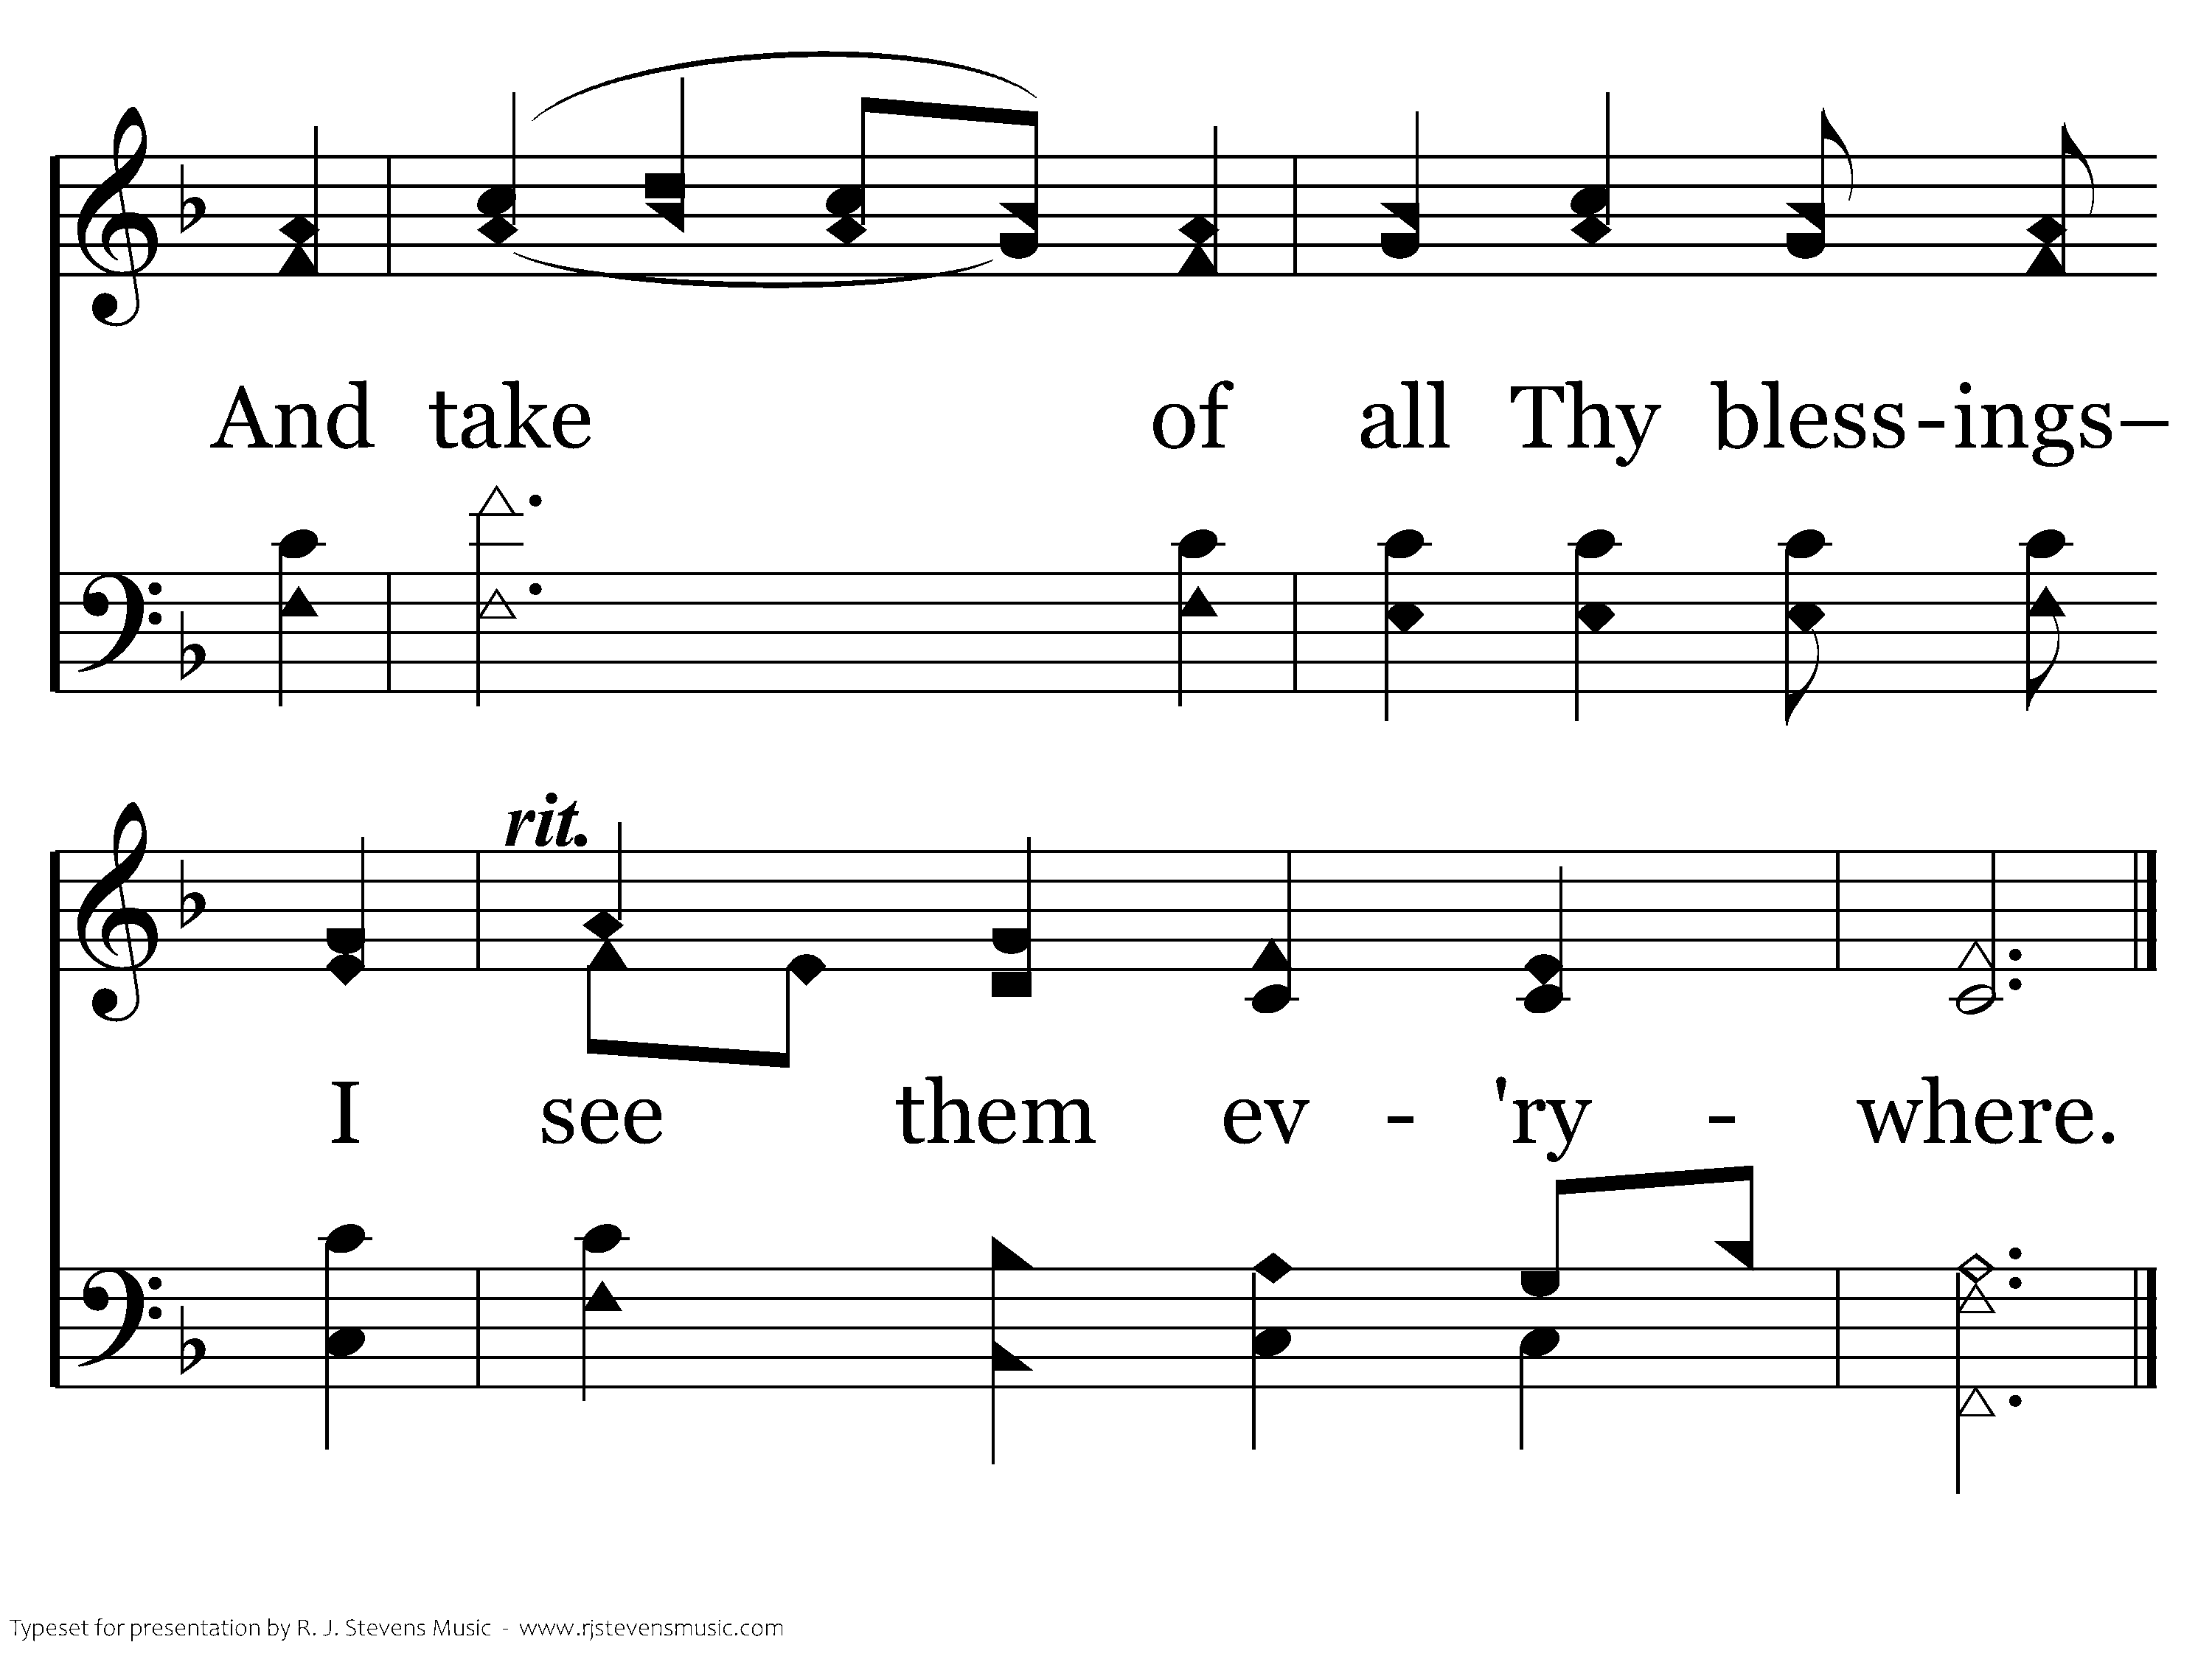 And take of all Thy bless-ings–
rit.
I see them ev - 'ry - where.
Typeset for presentation by R. J. Stevens Music - www.rjstevensmusic.com